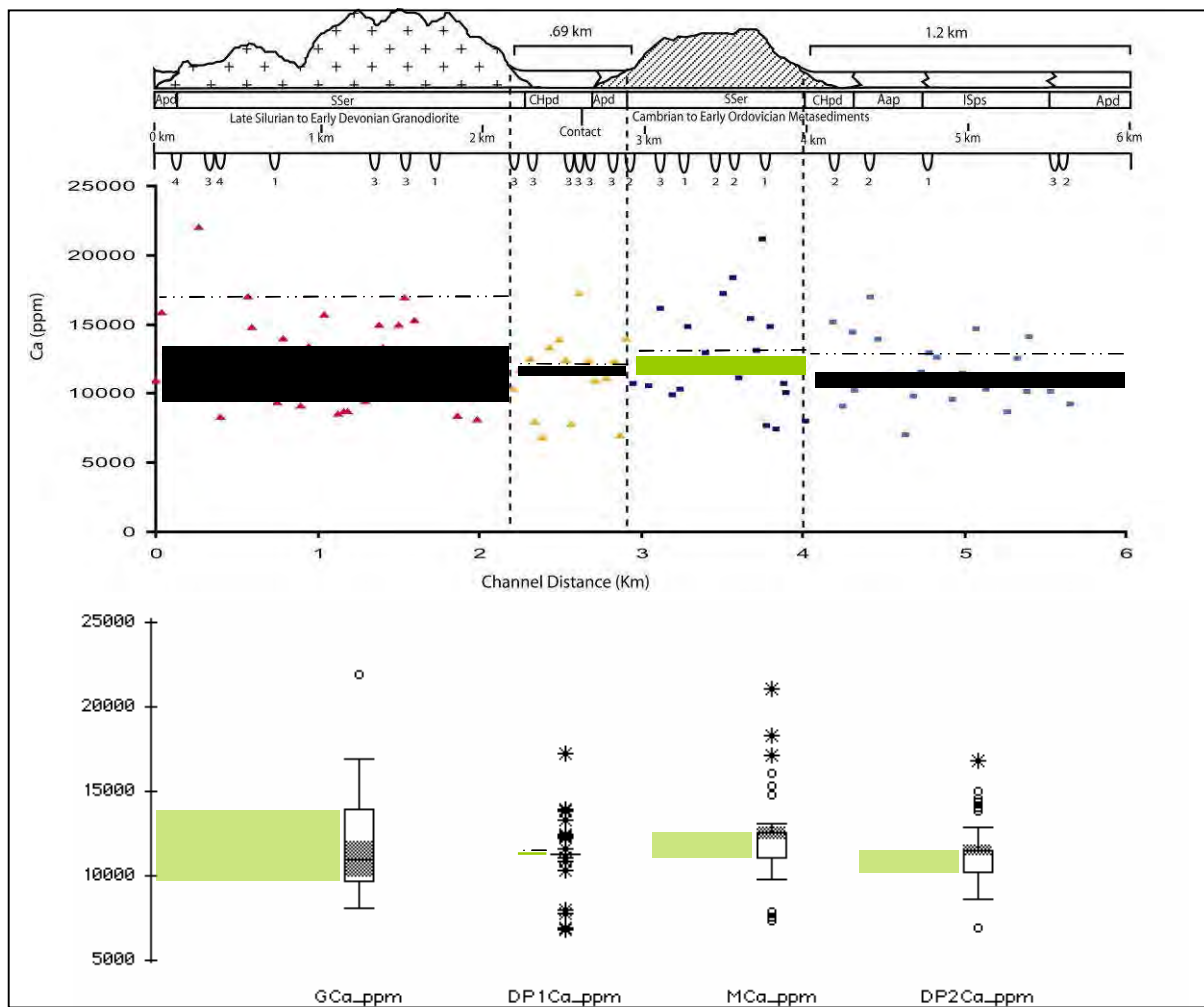 .69 km 1.2 km
Apd SSer CHpd Apd SSer CHpd Aap ISps Apd
Late Silurian to Early Devonian Granodiorite Contact Cambrian to Early Ordovician Metasediments
0 km 1 km 2 km 3 km 4 km 5 km 6 km
4 3 4 1 3 3 1 3 3 3 3 3 3 2 3 1 2 2 1 2 2 1 3 2
25000
20000
15000
10000
5000
0
Ca (ppm)
0 1 2 3 4 5 6
Channel Distance (Km)
25000
20000
15000
10000
5000
GCa_ppm DP1Ca_ppm MCa_ppm DP2Ca_ppm